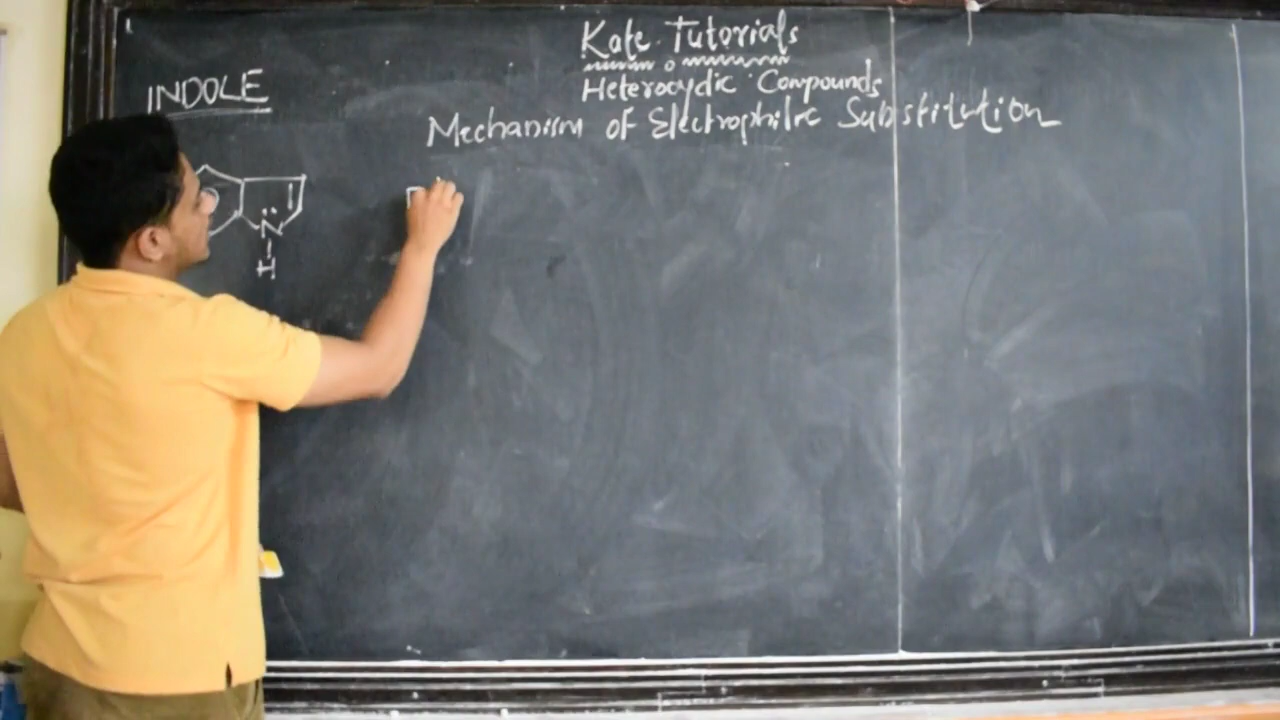 Kate Tutorials
Heterocyclic Compounds
Mechanism of Electrophilic Substitution
INDOLE
N
H